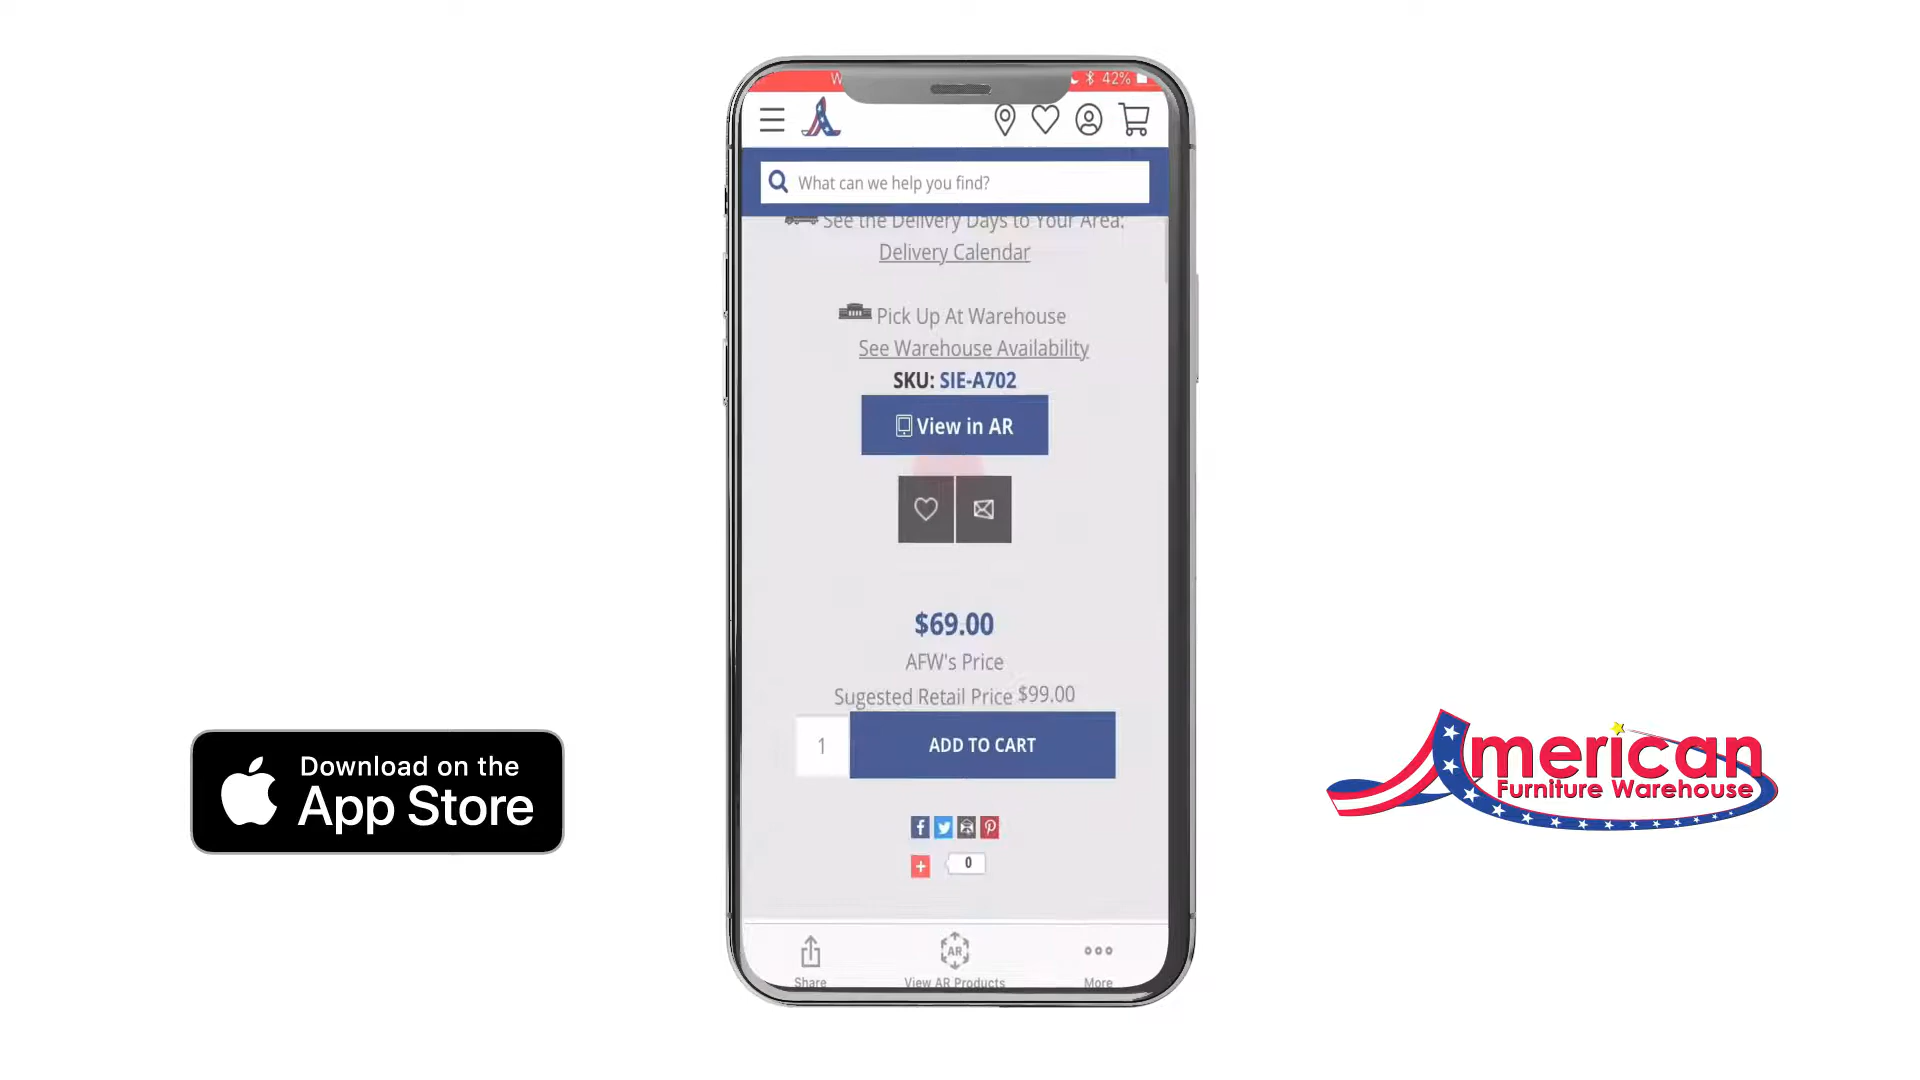 42%
What can we help you find?
See the Delivery Days to Your Area:
Delivery Calendar
Pick Up At Warehouse
See Warehouse Availability
SKU: SIE-A702
View in AR
$69.00
AFW's Price
Sugested Retail Price $99.00
1
ADD TO CART
0
AR
Share
View AR Products
More
Download on the
App Store
American
Furniture Warehouse